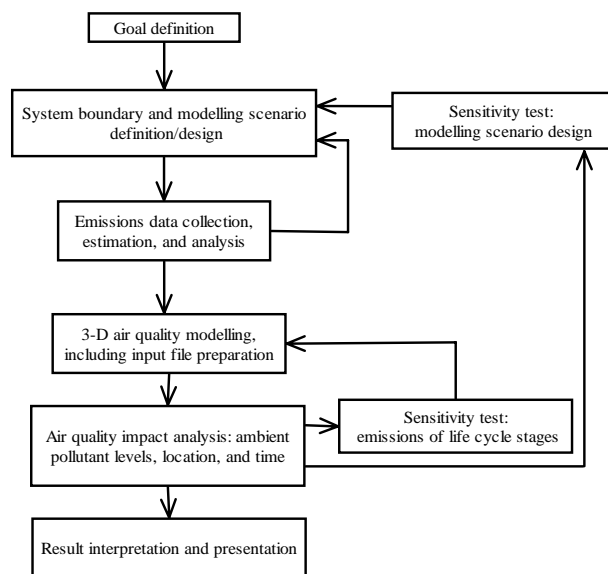 Goal definition
System boundary and modelling scenario
definition/design
Sensitivity test:
modelling scenario design
Emissions data collection,
estimation, and analysis
3-D air quality modelling,
including input file preparation
Sensitivity test:
emissions of life cycle stages
Air quality impact analysis: ambient
pollutant levels, location, and time
Result interpretation and presentation